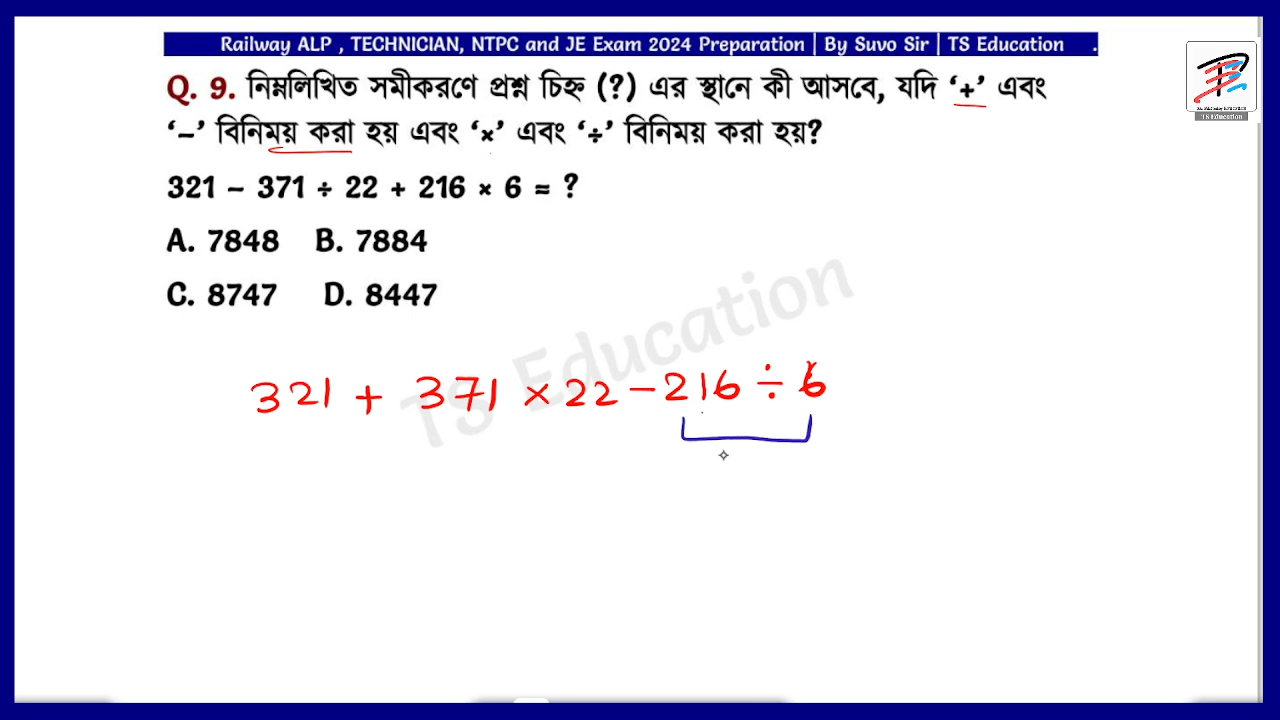 Railway ALP , TECHNICIAN, NTPC and JE Exam 2024 Preparation | By Suvo Sir | TS Education .
Q. 9. নিম্নলিখিত সমীকরণে প্রশ্ন চিহ্ন (?) এর স্থানে কী আসবে, যদি ‘+’ এবং
‘–’ বিনিময় করা হয় এবং ‘×’ এবং ‘÷’ বিনিময় করা হয়?
321 – 371 ÷ 22 + 216 × 6 = ?
A. 7848 B. 7884
C. 8747 D. 8447
321 + 371 × 22 – 216 ÷ 6
TS Education
TS Education